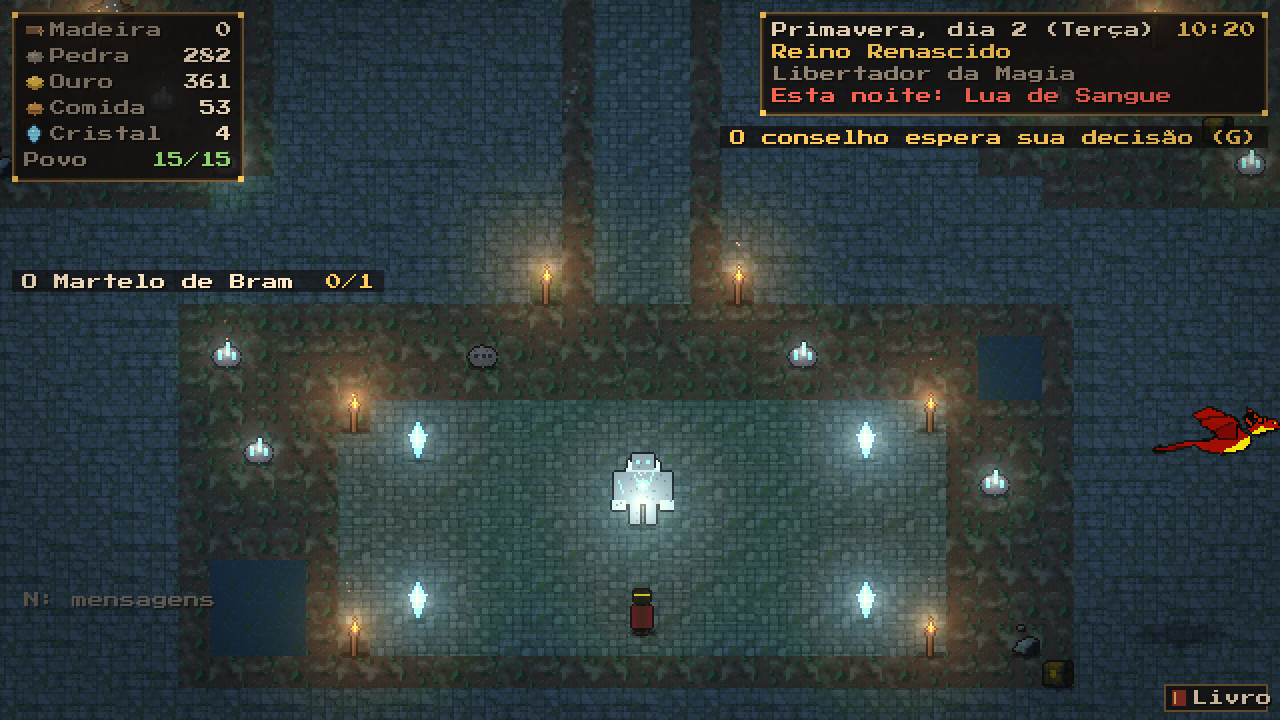 Madeira 0
Pedra 282
Ouro 361
Comida 53
Cristal 4
Povo 15/15
Primavera, dia 2 (Terça) 10:20
Reino Renascido
Libertador da Magia
Esta noite: Lua de Sangue
O conselho espera sua decisão (G)
O Martelo de Bram 0/1
N: mensagens
Livro